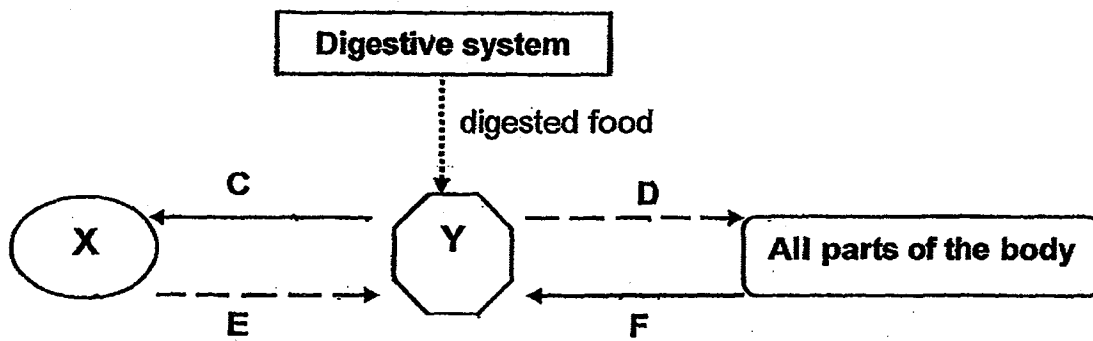 Digestive system
digested food
C
D
X
Y
All parts of the body
E
F